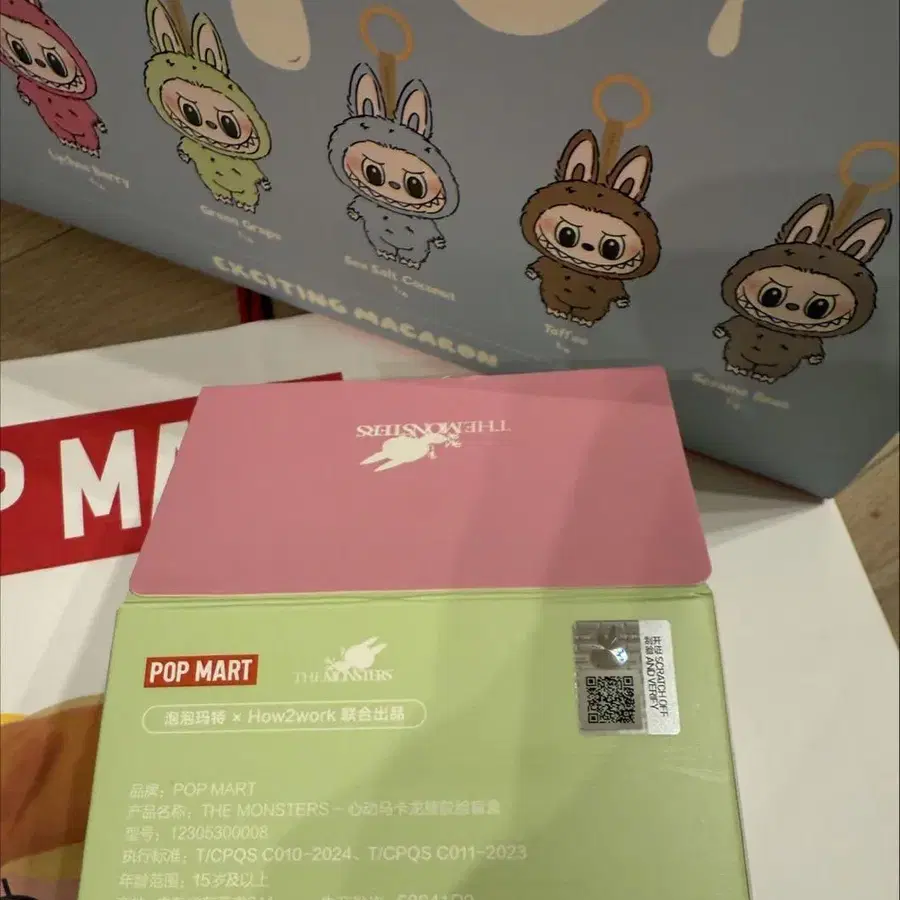 Lychee Berry
Green Grape
Sea Salt Coconut
Toffee
Sesame Bean
EXCITING MACARON
POP MA
THE MONSTERS
POP MART
THE MONSTERS
开盒 SCRATCH OFF
AND VERIFY
泡泡玛特 × How2work 联合出品
品牌：POP MART
产品名称：THE MONSTERS－心动马卡龙搪胶脸盲盒
型号：12305300008
执行标准：T/CPQS C010-2024、T/CPQS C011-2023
年龄范围：15岁及以上